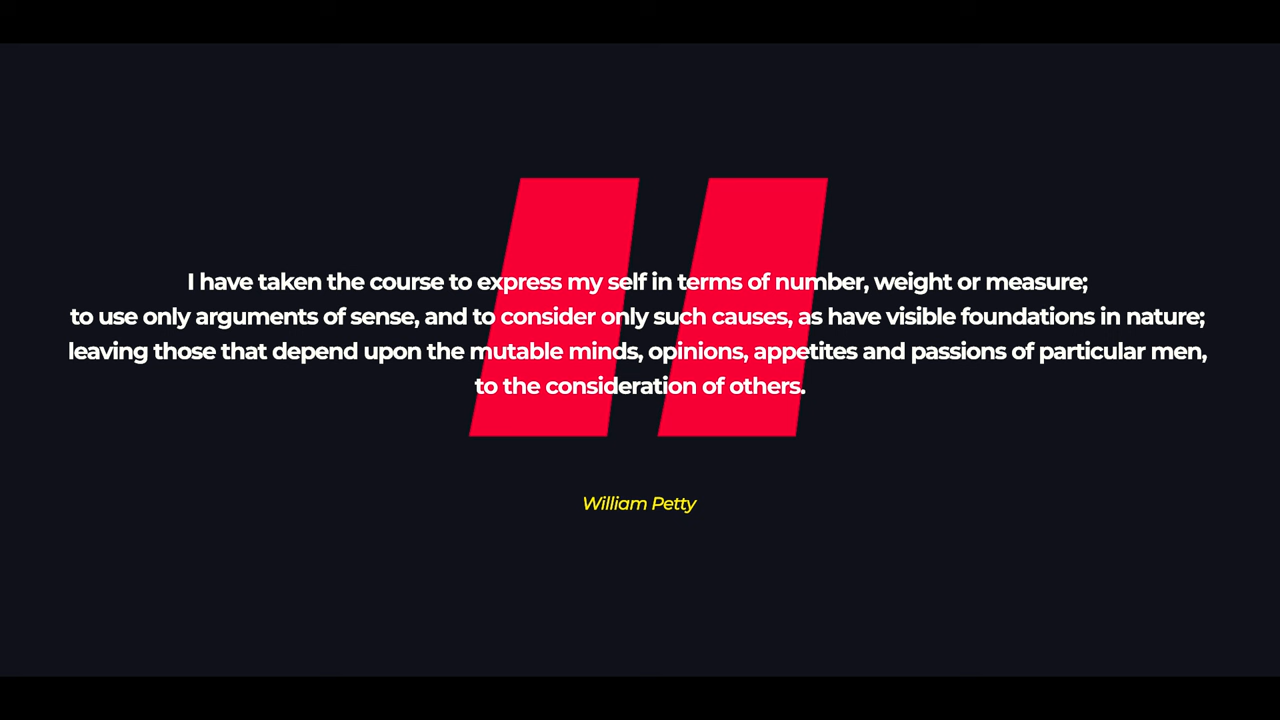 I have taken the course to express my self in terms of number, weight or measure;
to use only arguments of sense, and to consider only such causes, as have visible foundations in nature;
leaving those that depend upon the mutable minds, opinions, appetites and passions of particular men,
to the consideration of others.
William Petty